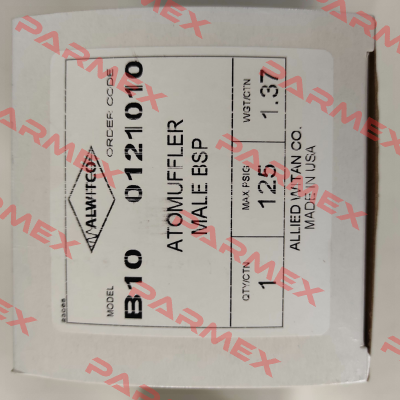 ALWITCO
MODEL ORDER CODE
B10 0121010
ATOMUFFLER
MALE BSP
QTY/CTN MAX PSIG WGT/CTN
1 125 1.37
ALLIED WITAN CO.
MADE IN USA
PARMEX
PARMEX
PARMEX
PARMEX
PARMEX